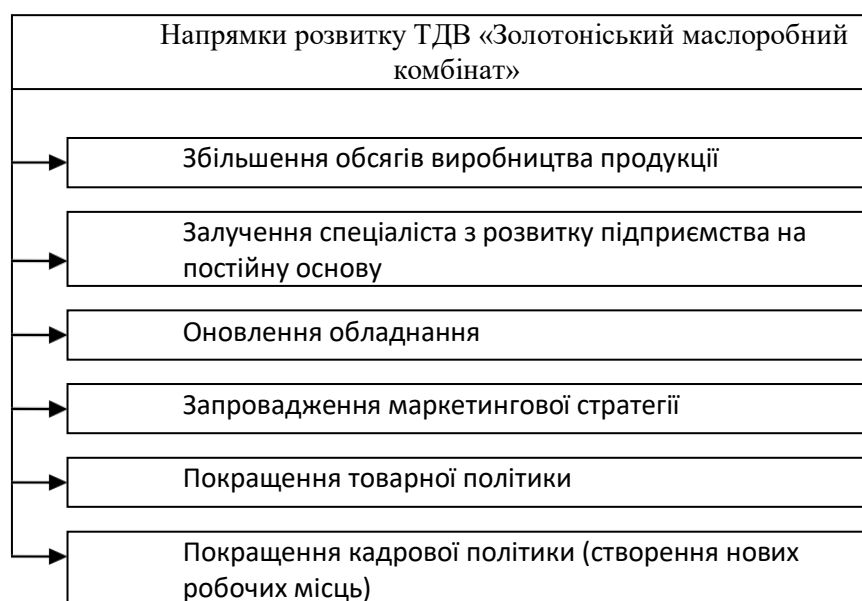 Напрямки розвитку ТДВ «Золотоніський маслоробний
комбінат»
Збільшення обсягів виробництва продукції
Залучення спеціаліста з розвитку підприємства на
постійну основу
Оновлення обладнання
Запровадження маркетингової стратегії
Покращення товарної політики
Покращення кадрової політики (створення нових
робочих місць)